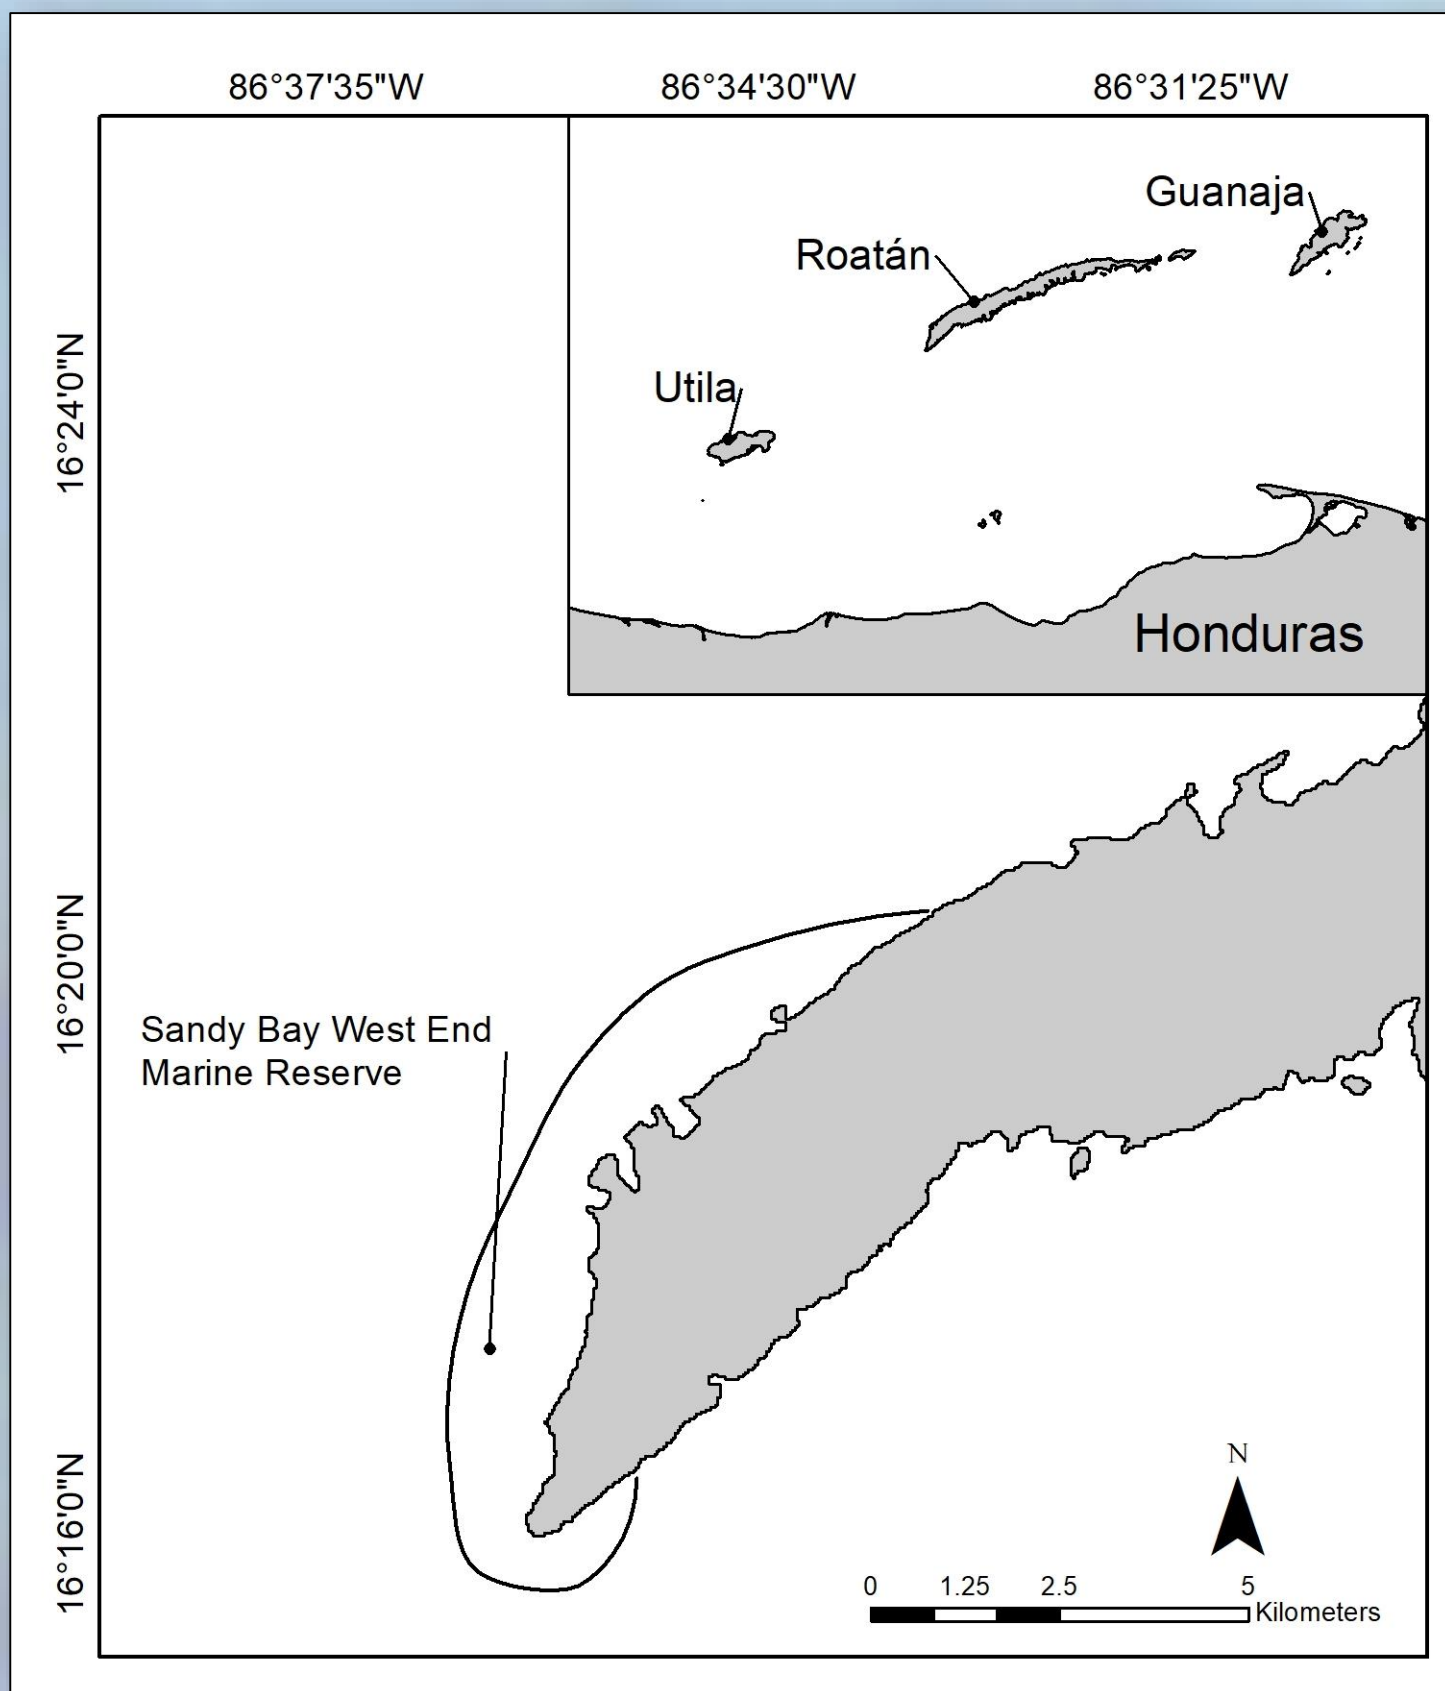 86°37'35"W 86°34'30"W 86°31'25"W
Guanaja
Roatán
Utila
16°24'0"N
Honduras
16°20'0"N
Sandy Bay West End
Marine Reserve
16°16'0"N
N
0 1.25 2.5 5
Kilometers